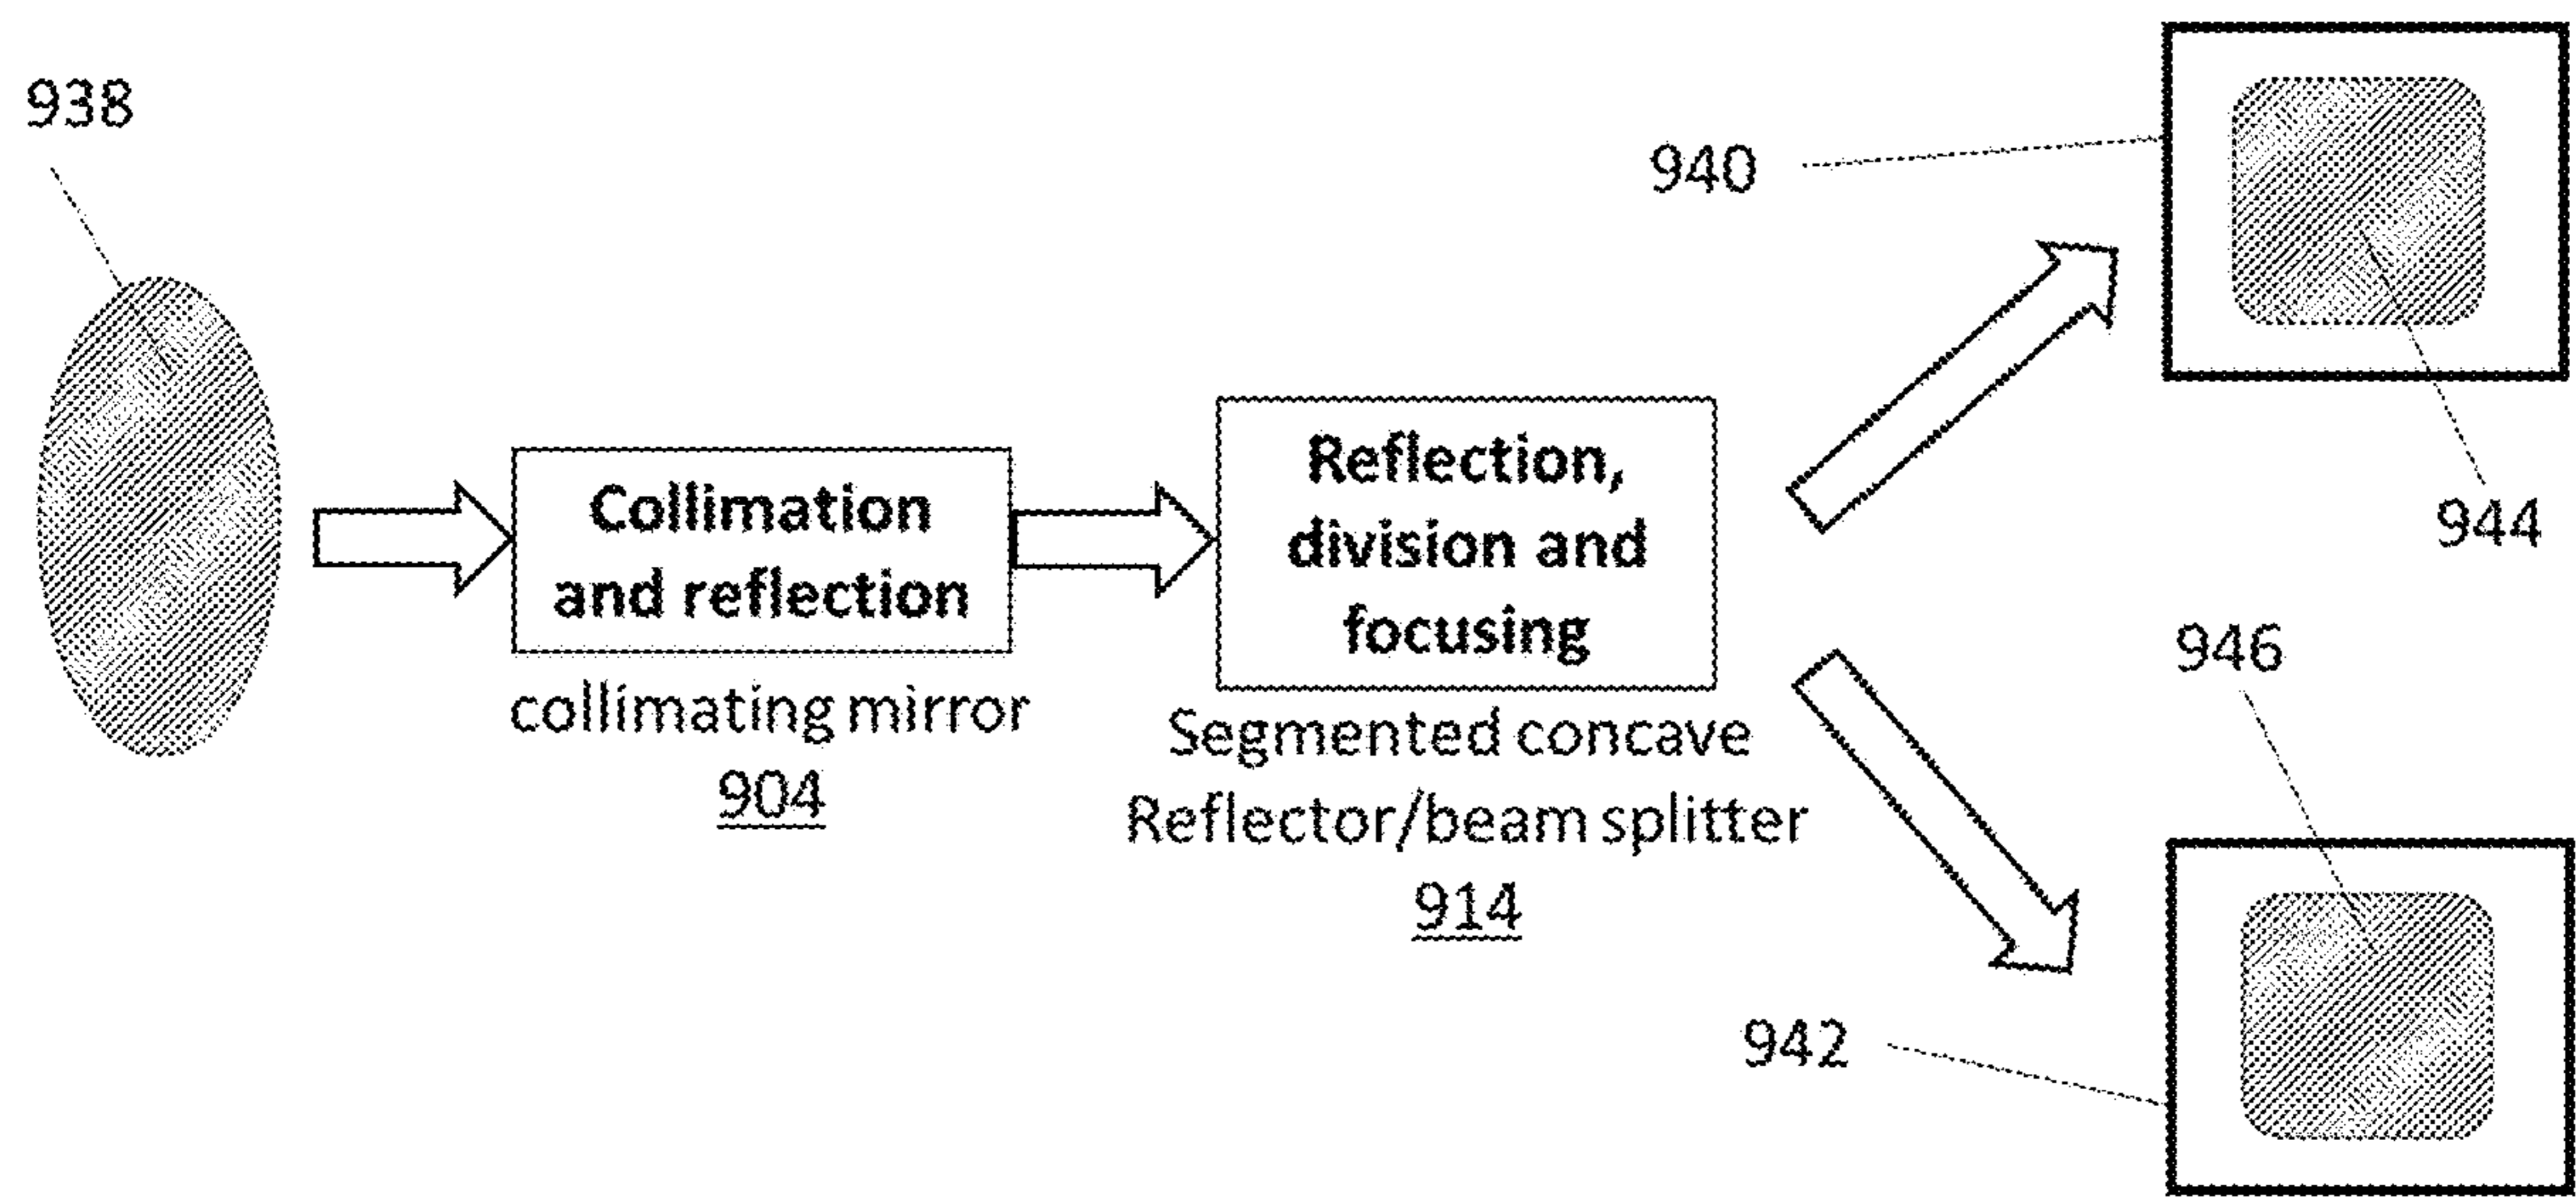 938
940
944
Collimation
and reflection
collimating mirror
904
Reflection,
division and
focusing
Segmented concave
Reflector/beam splitter
914
946
942